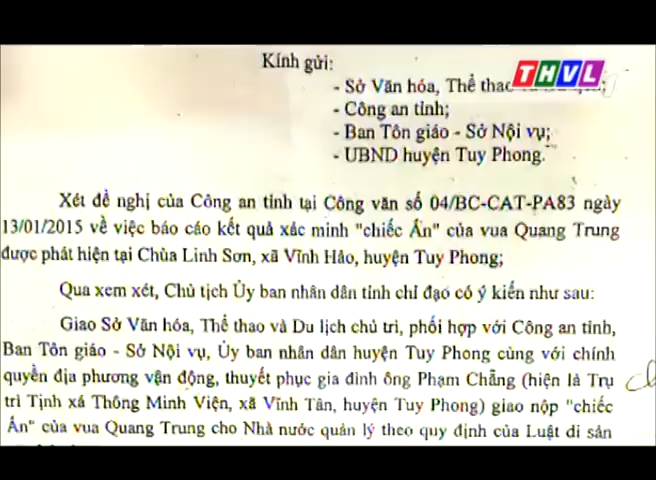 Kính gửi:
THVL1
- Sở Văn hóa, Thể thao
- Công an tỉnh;
- Ban Tôn giáo - Sở Nội vụ;
- UBND huyện Tuy Phong.
Xét đề nghị của Công an tỉnh tại Công văn số 04/BC-CAT-PA83 ngày
13/01/2015 về việc báo cáo kết quả xác minh "chiếc Ấn" của vua Quang Trung
được phát hiện tại Chùa Linh Sơn, xã Vĩnh Hảo, huyện Tuy Phong;
Qua xem xét, Chủ tịch Ủy ban nhân dân tỉnh chỉ đạo có ý kiến như sau:
Giao Sở Văn hóa, Thể thao và Du lịch chủ trì, phối hợp với Công an tỉnh,
Ban Tôn giáo - Sở Nội vụ, Ủy ban nhân dân huyện Tuy Phong cùng với chính
quyền địa phương vận động, thuyết phục gia đình ông Phạm Chẳng (hiện là Trụ
trì Tịnh xá Thông Minh Viện, xã Vĩnh Tân, huyện Tuy Phong) giao nộp "chiếc
Ấn" của vua Quang Trung cho Nhà nước quản lý theo quy định của Luật di sản